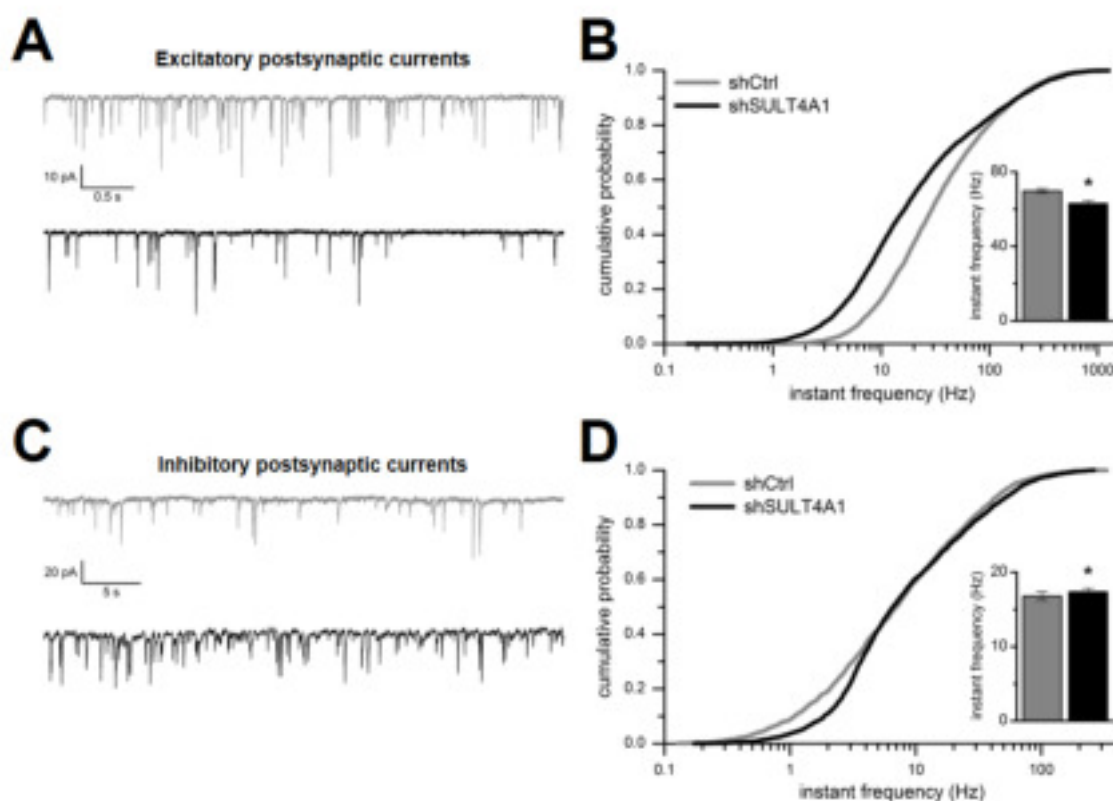 A
Excitatory postsynaptic currents
10 pA
0.5 s
B
shCtrl
shSULT4A1
cumulative probability
1.0
0.8
0.6
0.4
0.2
0.0
0.1
1
10
100
1000
instant frequency (Hz)
instant frequency (Hz)
80
40
0
*
C
Inhibitory postsynaptic currents
20 pA
5 s
D
shCtrl
shSULT4A1
cumulative probability
1.0
0.8
0.6
0.4
0.2
0.0
0.1
1
10
100
instant frequency (Hz)
instant frequency (Hz)
20
10
0
*